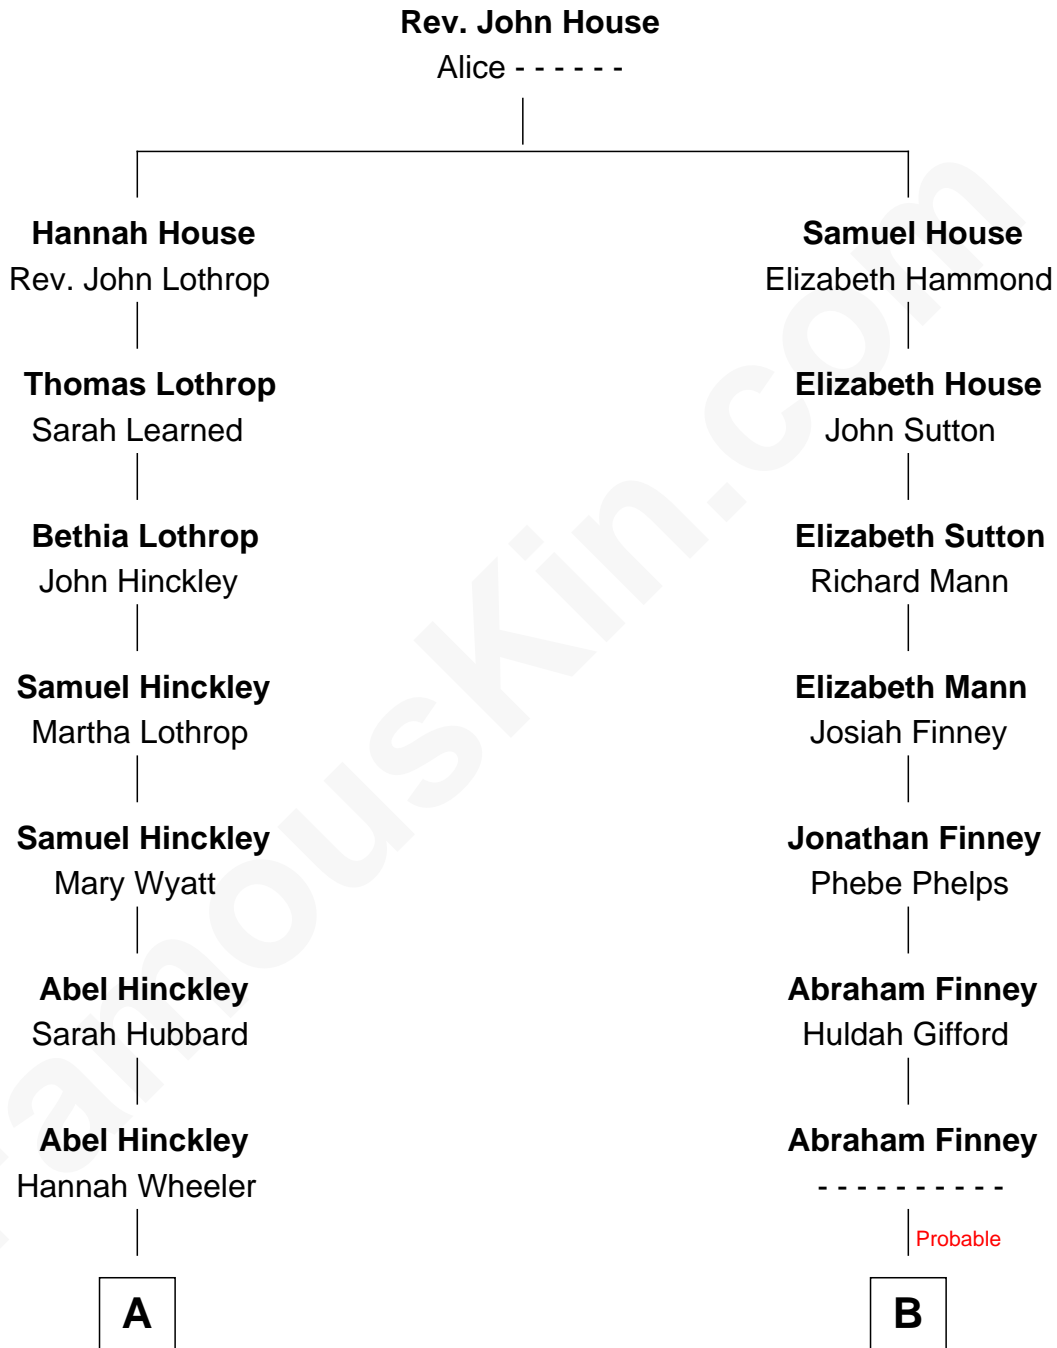 Rev. John House
Alice - - - - - -
Hannah House
Rev. John Lothrop
Samuel House
Elizabeth Hammond
Thomas Lothrop
Sarah Learned
Elizabeth House
John Sutton
Bethia Lothrop
John Hinckley
Elizabeth Sutton
Richard Mann
Samuel Hinckley
Martha Lothrop
Elizabeth Mann
Josiah Finney
Samuel Hinckley
Mary Wyatt
Jonathan Finney
Phebe Phelps
Abel Hinckley
Sarah Hubbard
Abraham Finney
Huldah Gifford
Abel Hinckley
Hannah Wheeler
Abraham Finney
- - - - - - - - - -
Probable
A
B
FamousKin.com